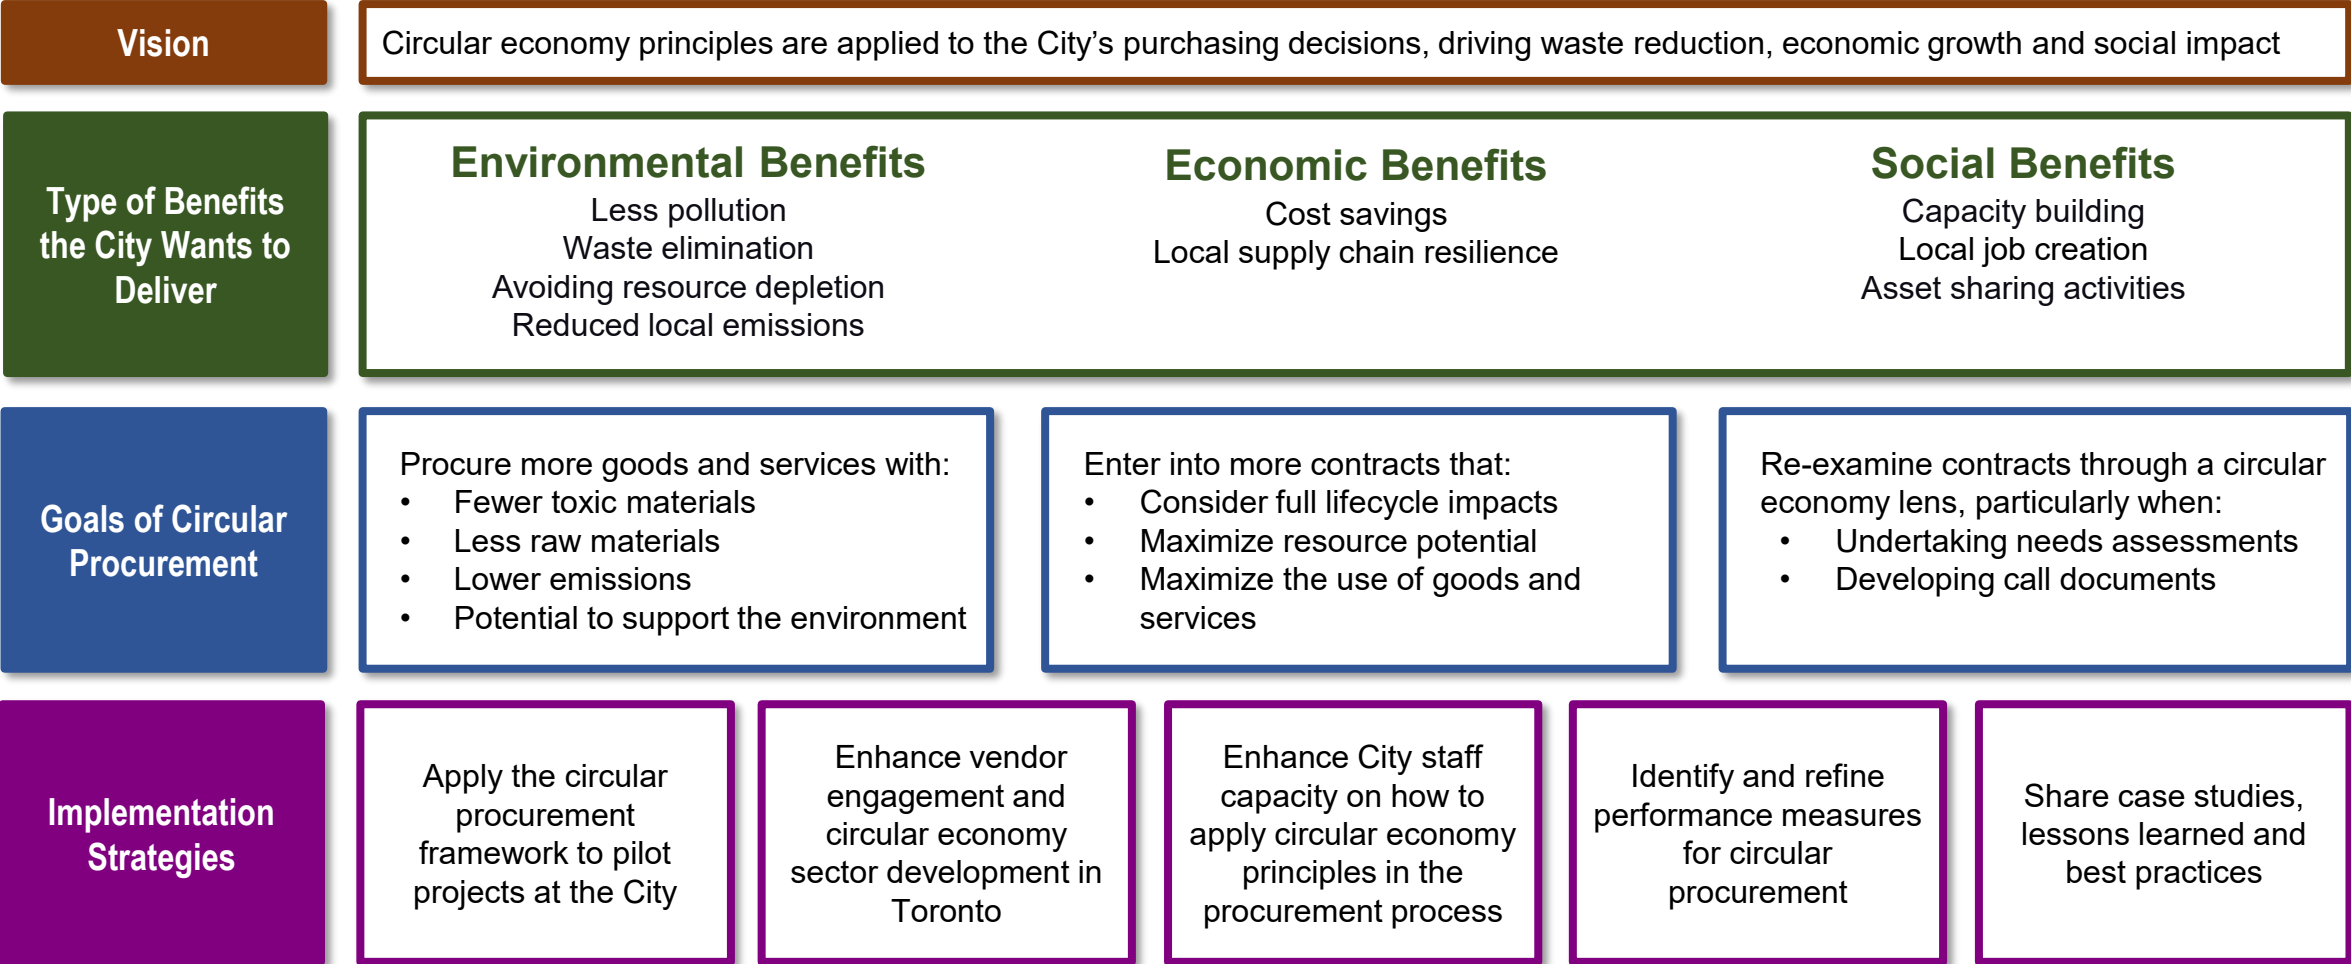 Vision
Circular economy principles are applied to the City's purchasing decisions, driving waste reduction, economic growth and social impact
Type of Benefits
the City Wants to
Deliver
Environmental Benefits
Less pollution
Waste elimination
Avoiding resource depletion
Reduced local emissions
Economic Benefits
Cost savings
Local supply chain resilience
Social Benefits
Capacity building
Local job creation
Asset sharing activities
Goals of Circular
Procurement
Procure more goods and services with:
• Fewer toxic materials
• Less raw materials
• Lower emissions
• Potential to support the environment
Enter into more contracts that:
• Consider full lifecycle impacts
• Maximize resource potential
• Maximize the use of goods and
services
Re-examine contracts through a circular
economy lens, particularly when:
• Undertaking needs assessments
• Developing call documents
Implementation
Strategies
Apply the circular
procurement
framework to pilot
projects at the City
Enhance vendor
engagement and
circular economy
sector development in
Toronto
Enhance City staff
capacity on how to
apply circular economy
principles in the
procurement process
Identify and refine
performance measures
for circular
procurement
Share case studies,
lessons learned and
best practices